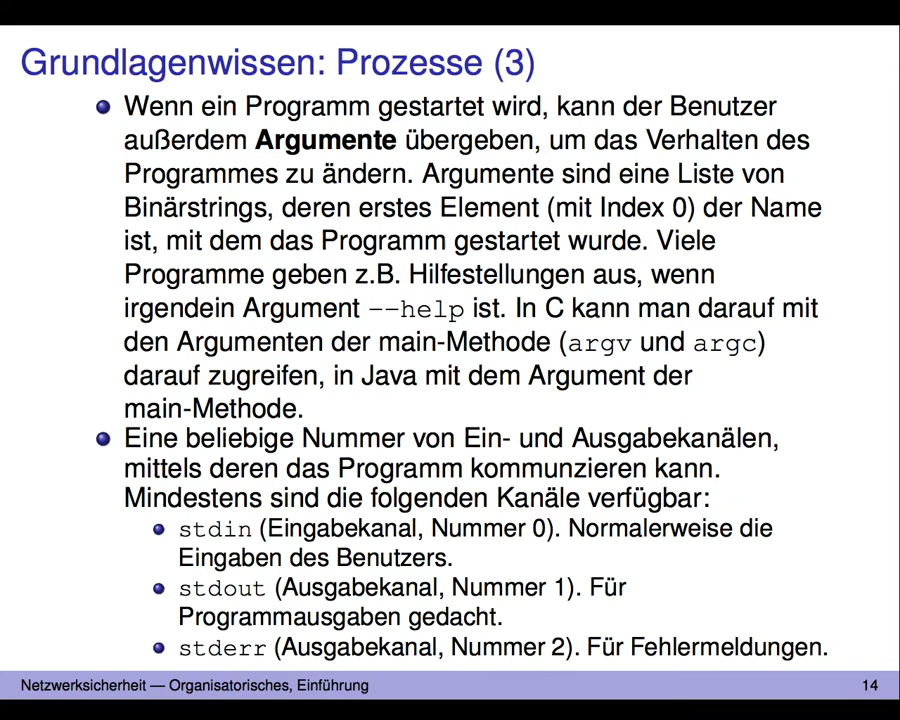 Grundlagenwissen: Prozesse (3)
Wenn ein Programm gestartet wird, kann der Benutzer
außerdem Argumente übergeben, um das Verhalten des
Programmes zu ändern. Argumente sind eine Liste von
Binärstrings, deren erstes Element (mit Index 0) der Name
ist, mit dem das Programm gestartet wurde. Viele
Programme geben z.B. Hilfestellungen aus, wenn
irgendein Argument --help ist. In C kann man darauf mit
den Argumenten der main-Methode (argv und argc)
darauf zugreifen, in Java mit dem Argument der
main-Methode.
Eine beliebige Nummer von Ein- und Ausgabekanälen,
mittels deren das Programm kommunzieren kann.
Mindestens sind die folgenden Kanäle verfügbar:
stdin (Eingabekanal, Nummer 0). Normalerweise die
Eingaben des Benutzers.
stdout (Ausgabekanal, Nummer 1). Für
Programmausgaben gedacht.
stderr (Ausgabekanal, Nummer 2). Für Fehlermeldungen.
Netzwerksicherheit — Organisatorisches, Einführung 14